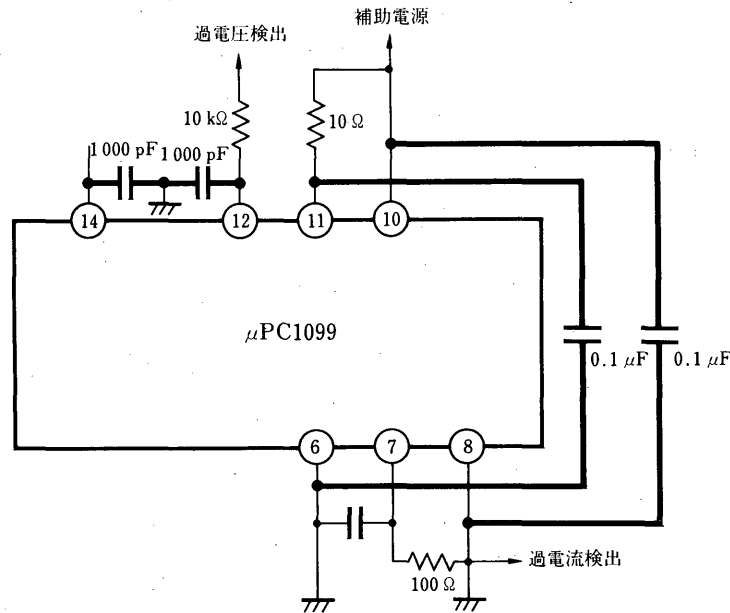 補助電源
過電圧検出
10 kΩ
10 Ω
1 000 pF
1 000 pF
14
12
11
10
μPC1099
0.1 μF
0.1 μF
6
7
8
過電流検出
100 Ω